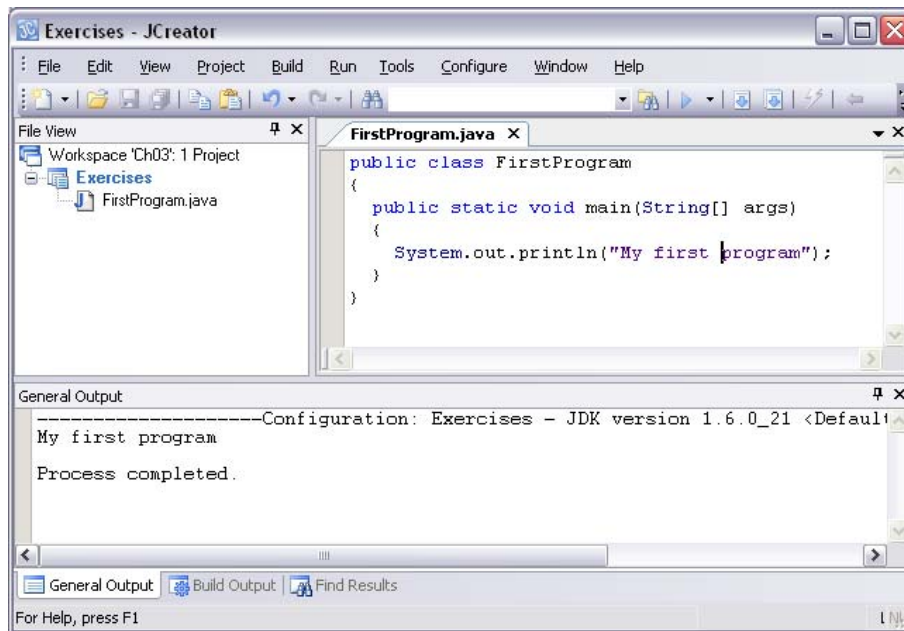 Exercises - JCreator
File Edit View Project Build Run Tools Configure Window Help
File View
Workspace 'Ch03': 1 Project
Exercises
FirstProgram.java
FirstProgram.java
public class FirstProgram
{
public static void main(String[] args)
{
System.out.println("My first program");
}
}
General Output
--------------------Configuration: Exercises - JDK version 1.6.0_21 <Default
My first program
Process completed.
General Output Build Output Find Results
For Help, press F1